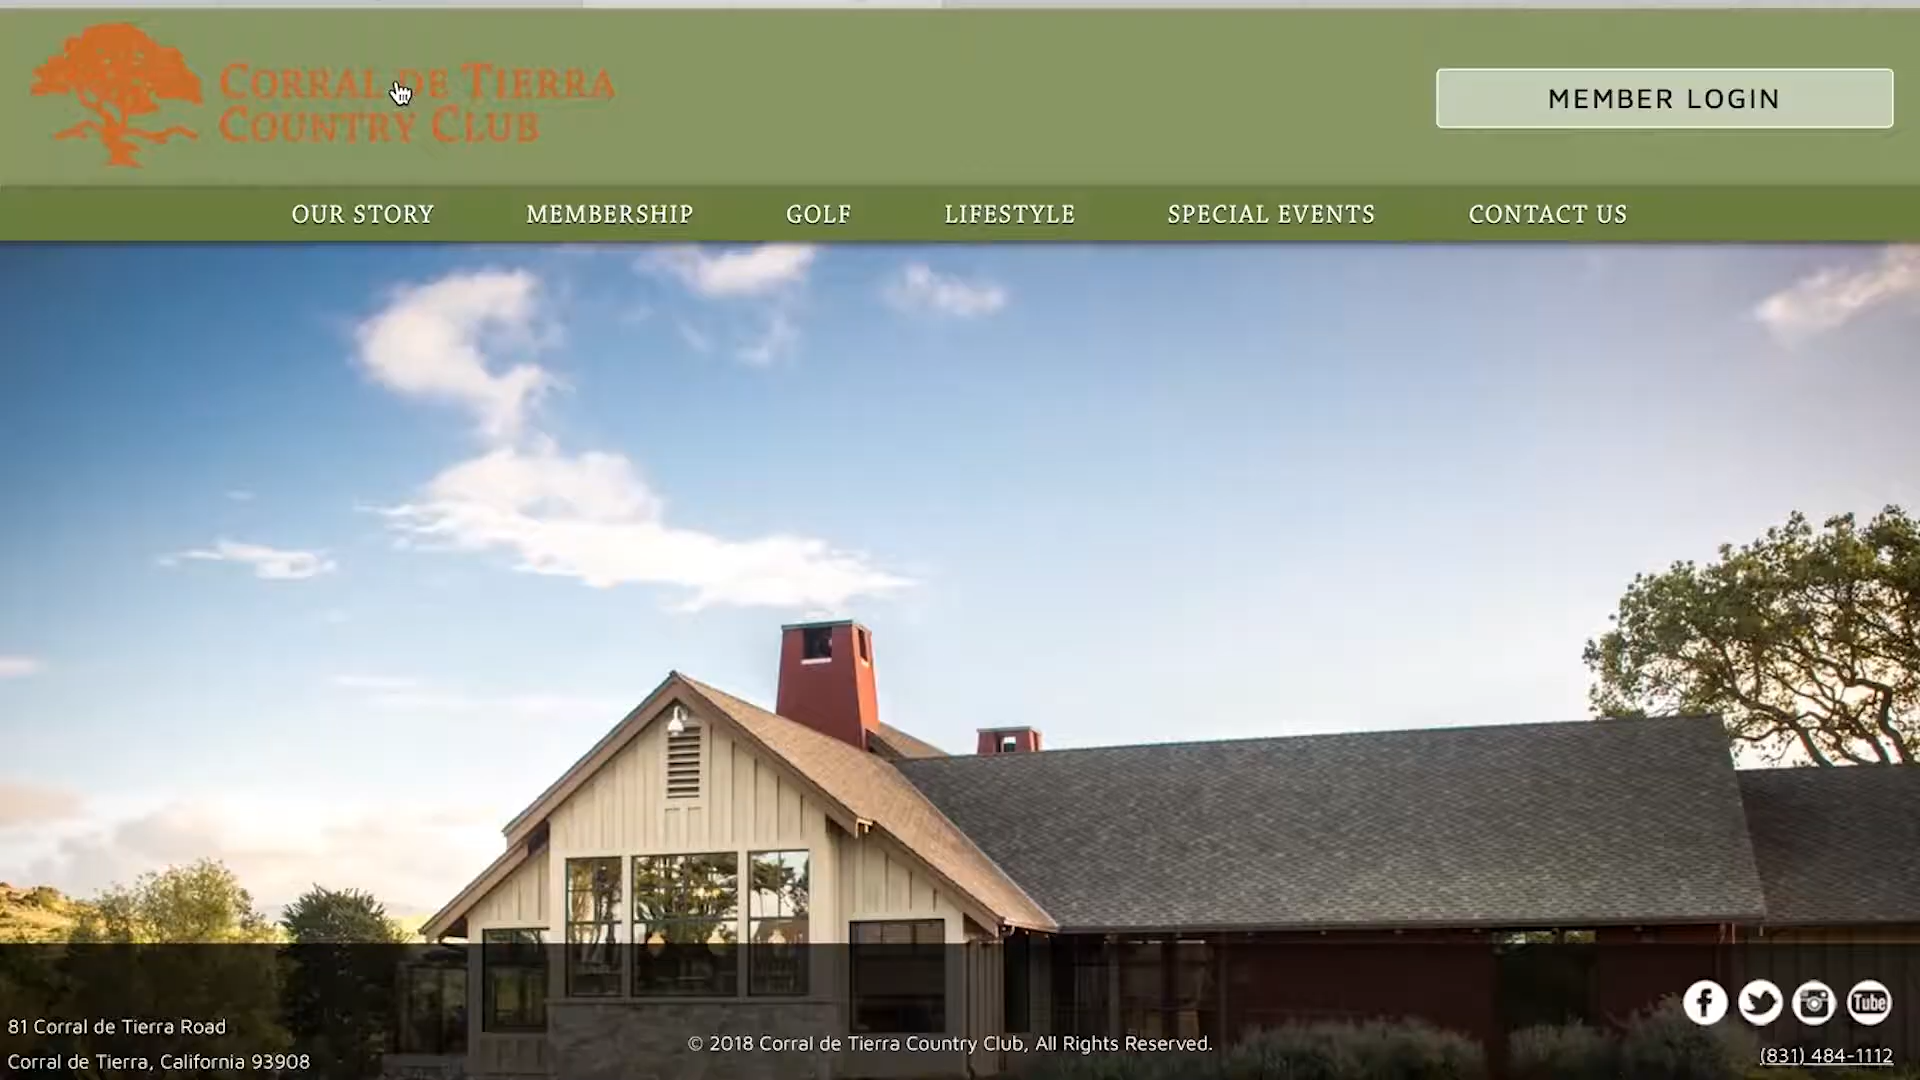 CORRAL DE TIERRA
COUNTRY CLUB
MEMBER LOGIN
OUR STORY
MEMBERSHIP
GOLF
LIFESTYLE
SPECIAL EVENTS
CONTACT US
81 Corral de Tierra Road
Corral de Tierra, California 93908
© 2018 Corral de Tierra Country Club, All Rights Reserved.
f
Tube
(831) 484-1112